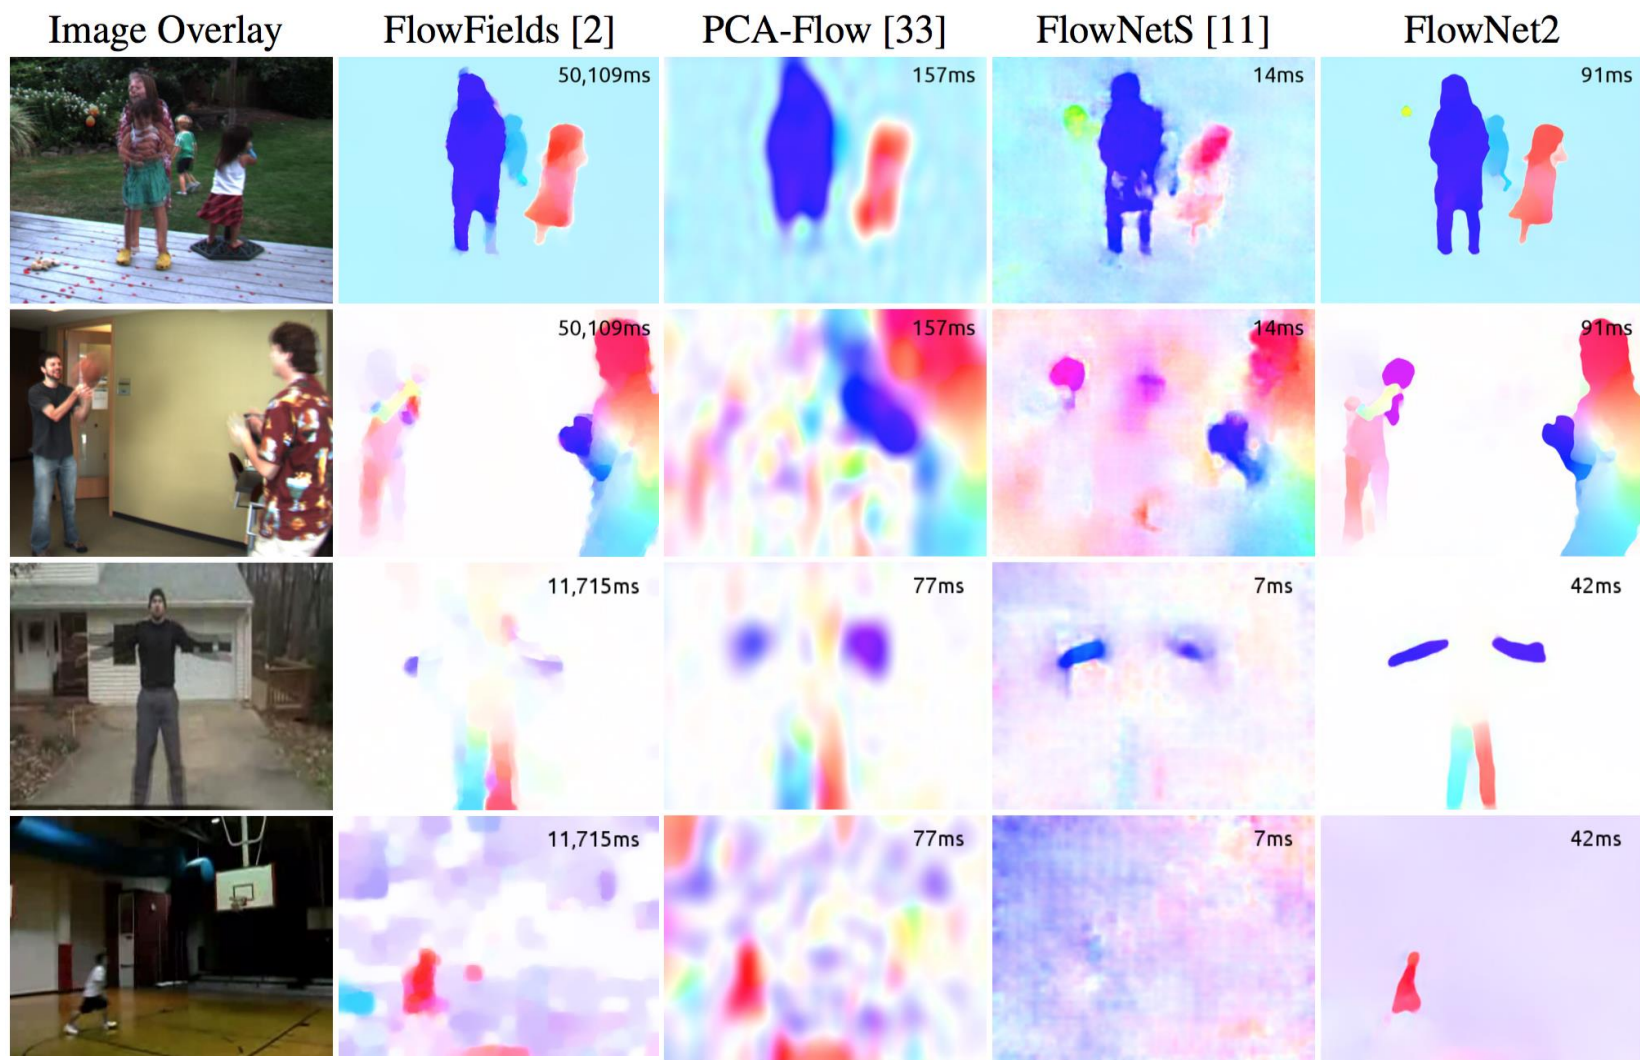 Image Overlay FlowFields [2] PCA-Flow [33] FlowNetS [11] FlowNet2
50,109ms 157ms 14ms 91ms
50,109ms 157ms 14ms 91ms
11,715ms 77ms 7ms 42ms
11,715ms 77ms 7ms 42ms